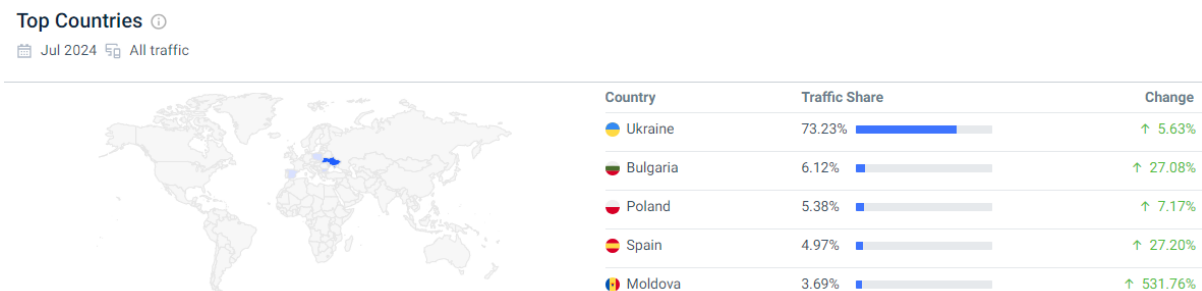 Top Countries
Jul 2024 All traffic
Country Traffic Share Change
Ukraine 73.23% ↑ 5.63%
Bulgaria 6.12% ↑ 27.08%
Poland 5.38% ↑ 7.17%
Spain 4.97% ↑ 27.20%
Moldova 3.69% ↑ 531.76%